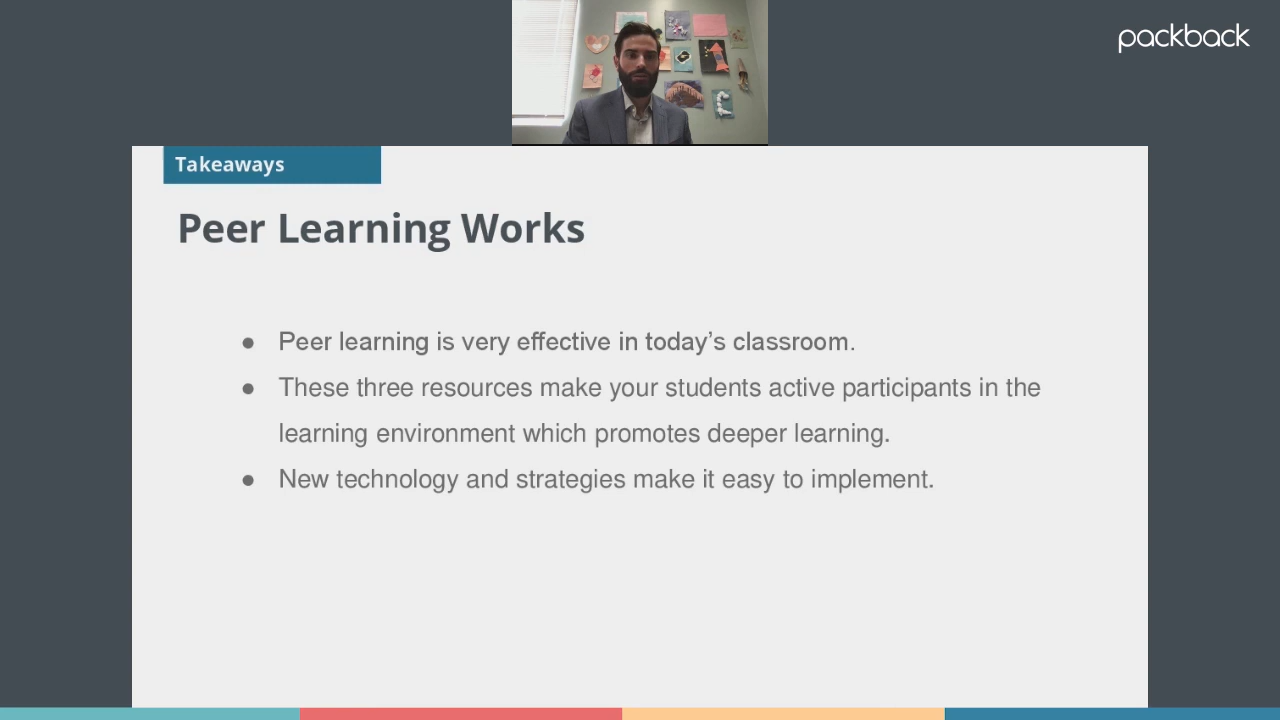 packback
Takeaways
Peer Learning Works
● Peer learning is very effective in today’s classroom.
● These three resources make your students active participants in the
learning environment which promotes deeper learning.
● New technology and strategies make it easy to implement.